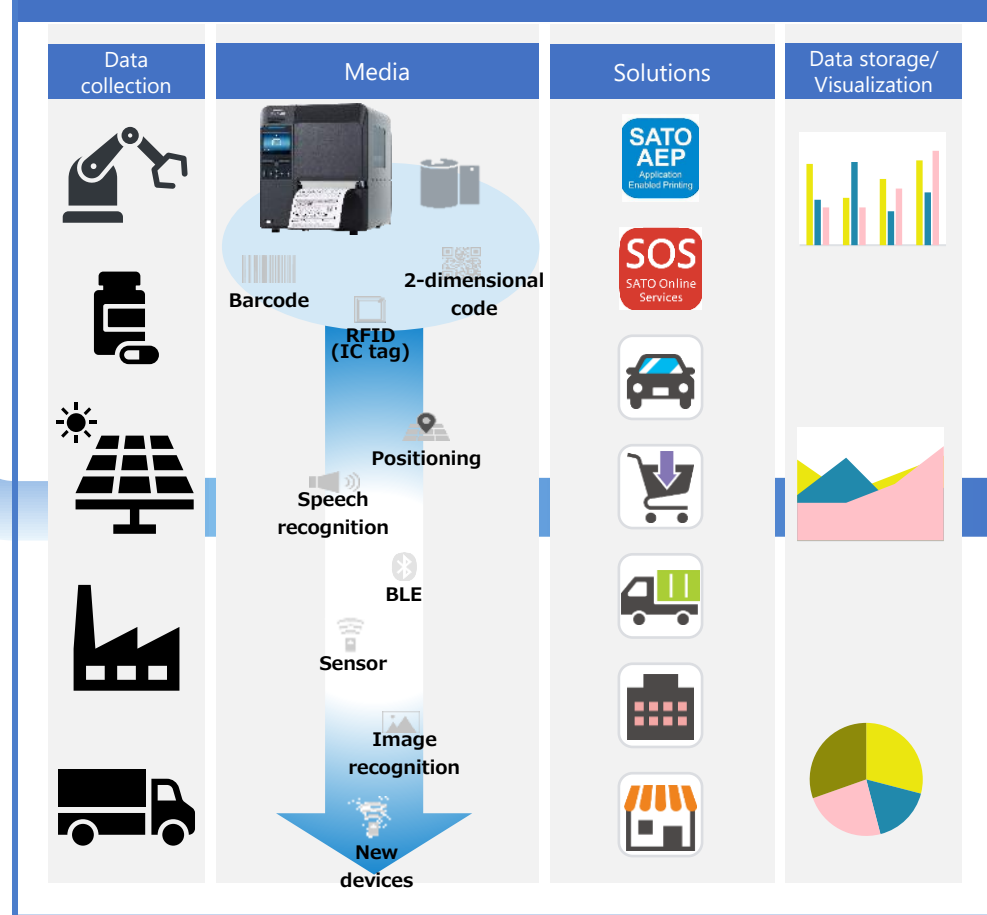 Data
collection
Media
Solutions
Data storage/
Visualization
SATO
AEP
Application
Enabled Printing
SOS
SATO Online
Services
Barcode
2-dimensional
code
RFID
(IC tag)
Positioning
Speech
recognition
BLE
Sensor
Image
recognition
New
devices